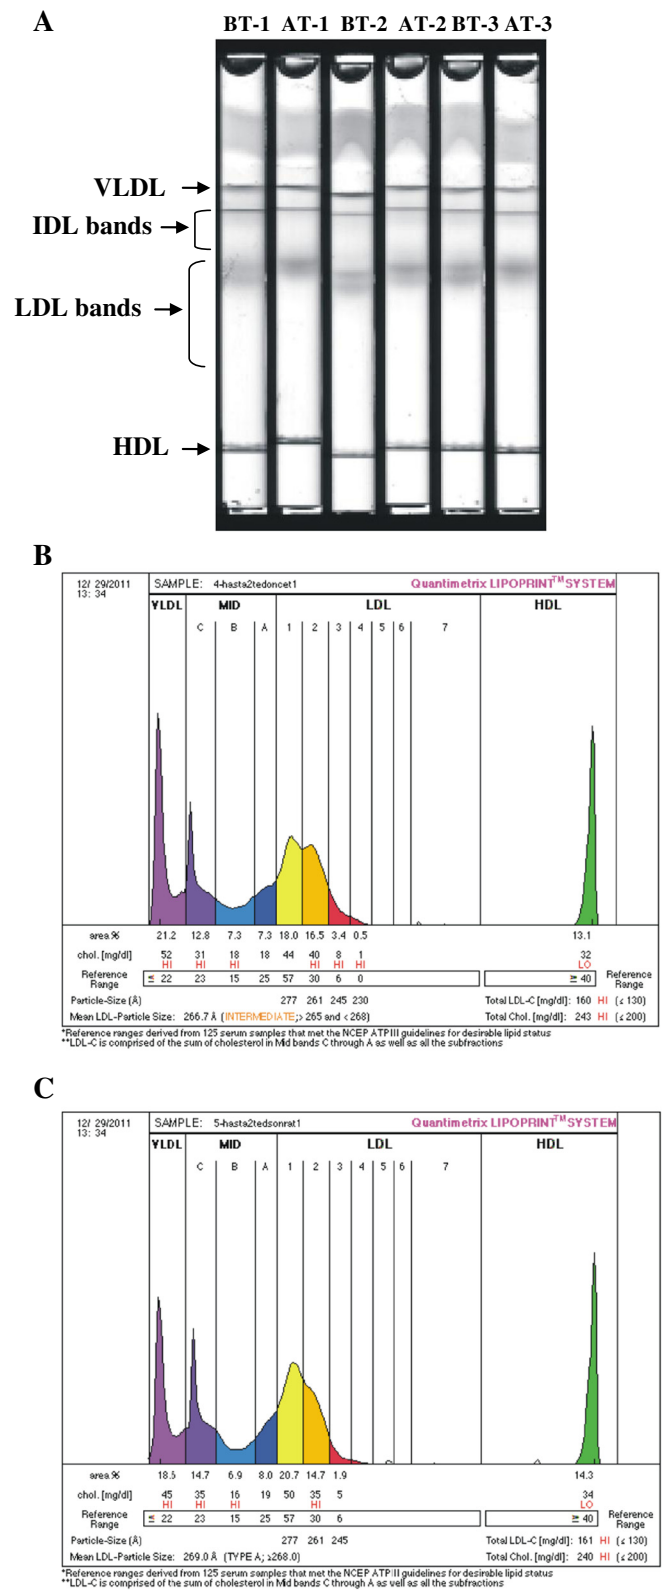 A
BT-1 AT-1 BT-2 AT-2 BT-3 AT-3
VLDL
IDL bands
LDL bands
HDL
B
12/ 29/2011
13: 34
SAMPLE: 4-hasta2tedoncet1
Quantimetrix LIPOPRINT™SYSTEM
VLDL MID LDL HDL
C B A 1 2 3 4 5 6 7
area % 21.2 12.8 7.3 7.3 18.0 16.5 3.4 0.5 13.1
chol. [mg/dl] 52 31 18 18 44 40 8 1 32
HI HI HI HI HI HI LO
Reference Range ≤ 22 23 15 25 57 30 6 0 ≥ 40 Reference Range
Particle-Size (Å) 277 261 245 230 Total LDL-C [mg/dl]: 160 HI (≤ 130)
Mean LDL-Particle Size: 266.7 Å (INTERMEDIATE;> 265 and < 268) Total Chol. [mg/dl]: 243 HI (≤ 200)
*Reference ranges derived from 125 serum samples that met the NCEP ATPIII guidelines for desirable lipid status
**LDL-C is comprised of the sum of cholesterol in Mid bands C through A as well as all the subfractions
C
12/ 29/2011
13: 34
SAMPLE: 5-hasta2tedsonrat1
Quantimetrix LIPOPRINT™SYSTEM
VLDL MID LDL HDL
C B A 1 2 3 4 5 6 7
area % 18.5 14.7 6.9 8.0 20.7 14.7 1.9 14.3
chol. [mg/dl] 45 35 16 19 50 35 5 34
HI HI HI HI LO
Reference Range ≤ 22 23 15 25 57 30 6 ≥ 40 Reference Range
Particle-Size (Å) 277 261 245 Total LDL-C [mg/dl]: 161 HI (≤ 130)
Mean LDL-Particle Size: 269.0 Å (TYPE A; ≥268.0) Total Chol. [mg/dl]: 240 HI (≤ 200)
*Reference ranges derived from 125 serum samples that met the NCEP ATPIII guidelines for desirable lipid status
**LDL-C is comprised of the sum of cholesterol in Mid bands C through A as well as all the subfractions